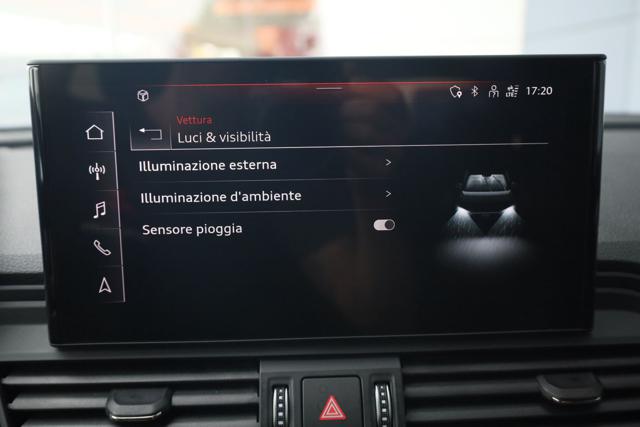 17:20
Vettura
Luci & visibilità
Illuminazione esterna
Illuminazione d'ambiente
Sensore pioggia